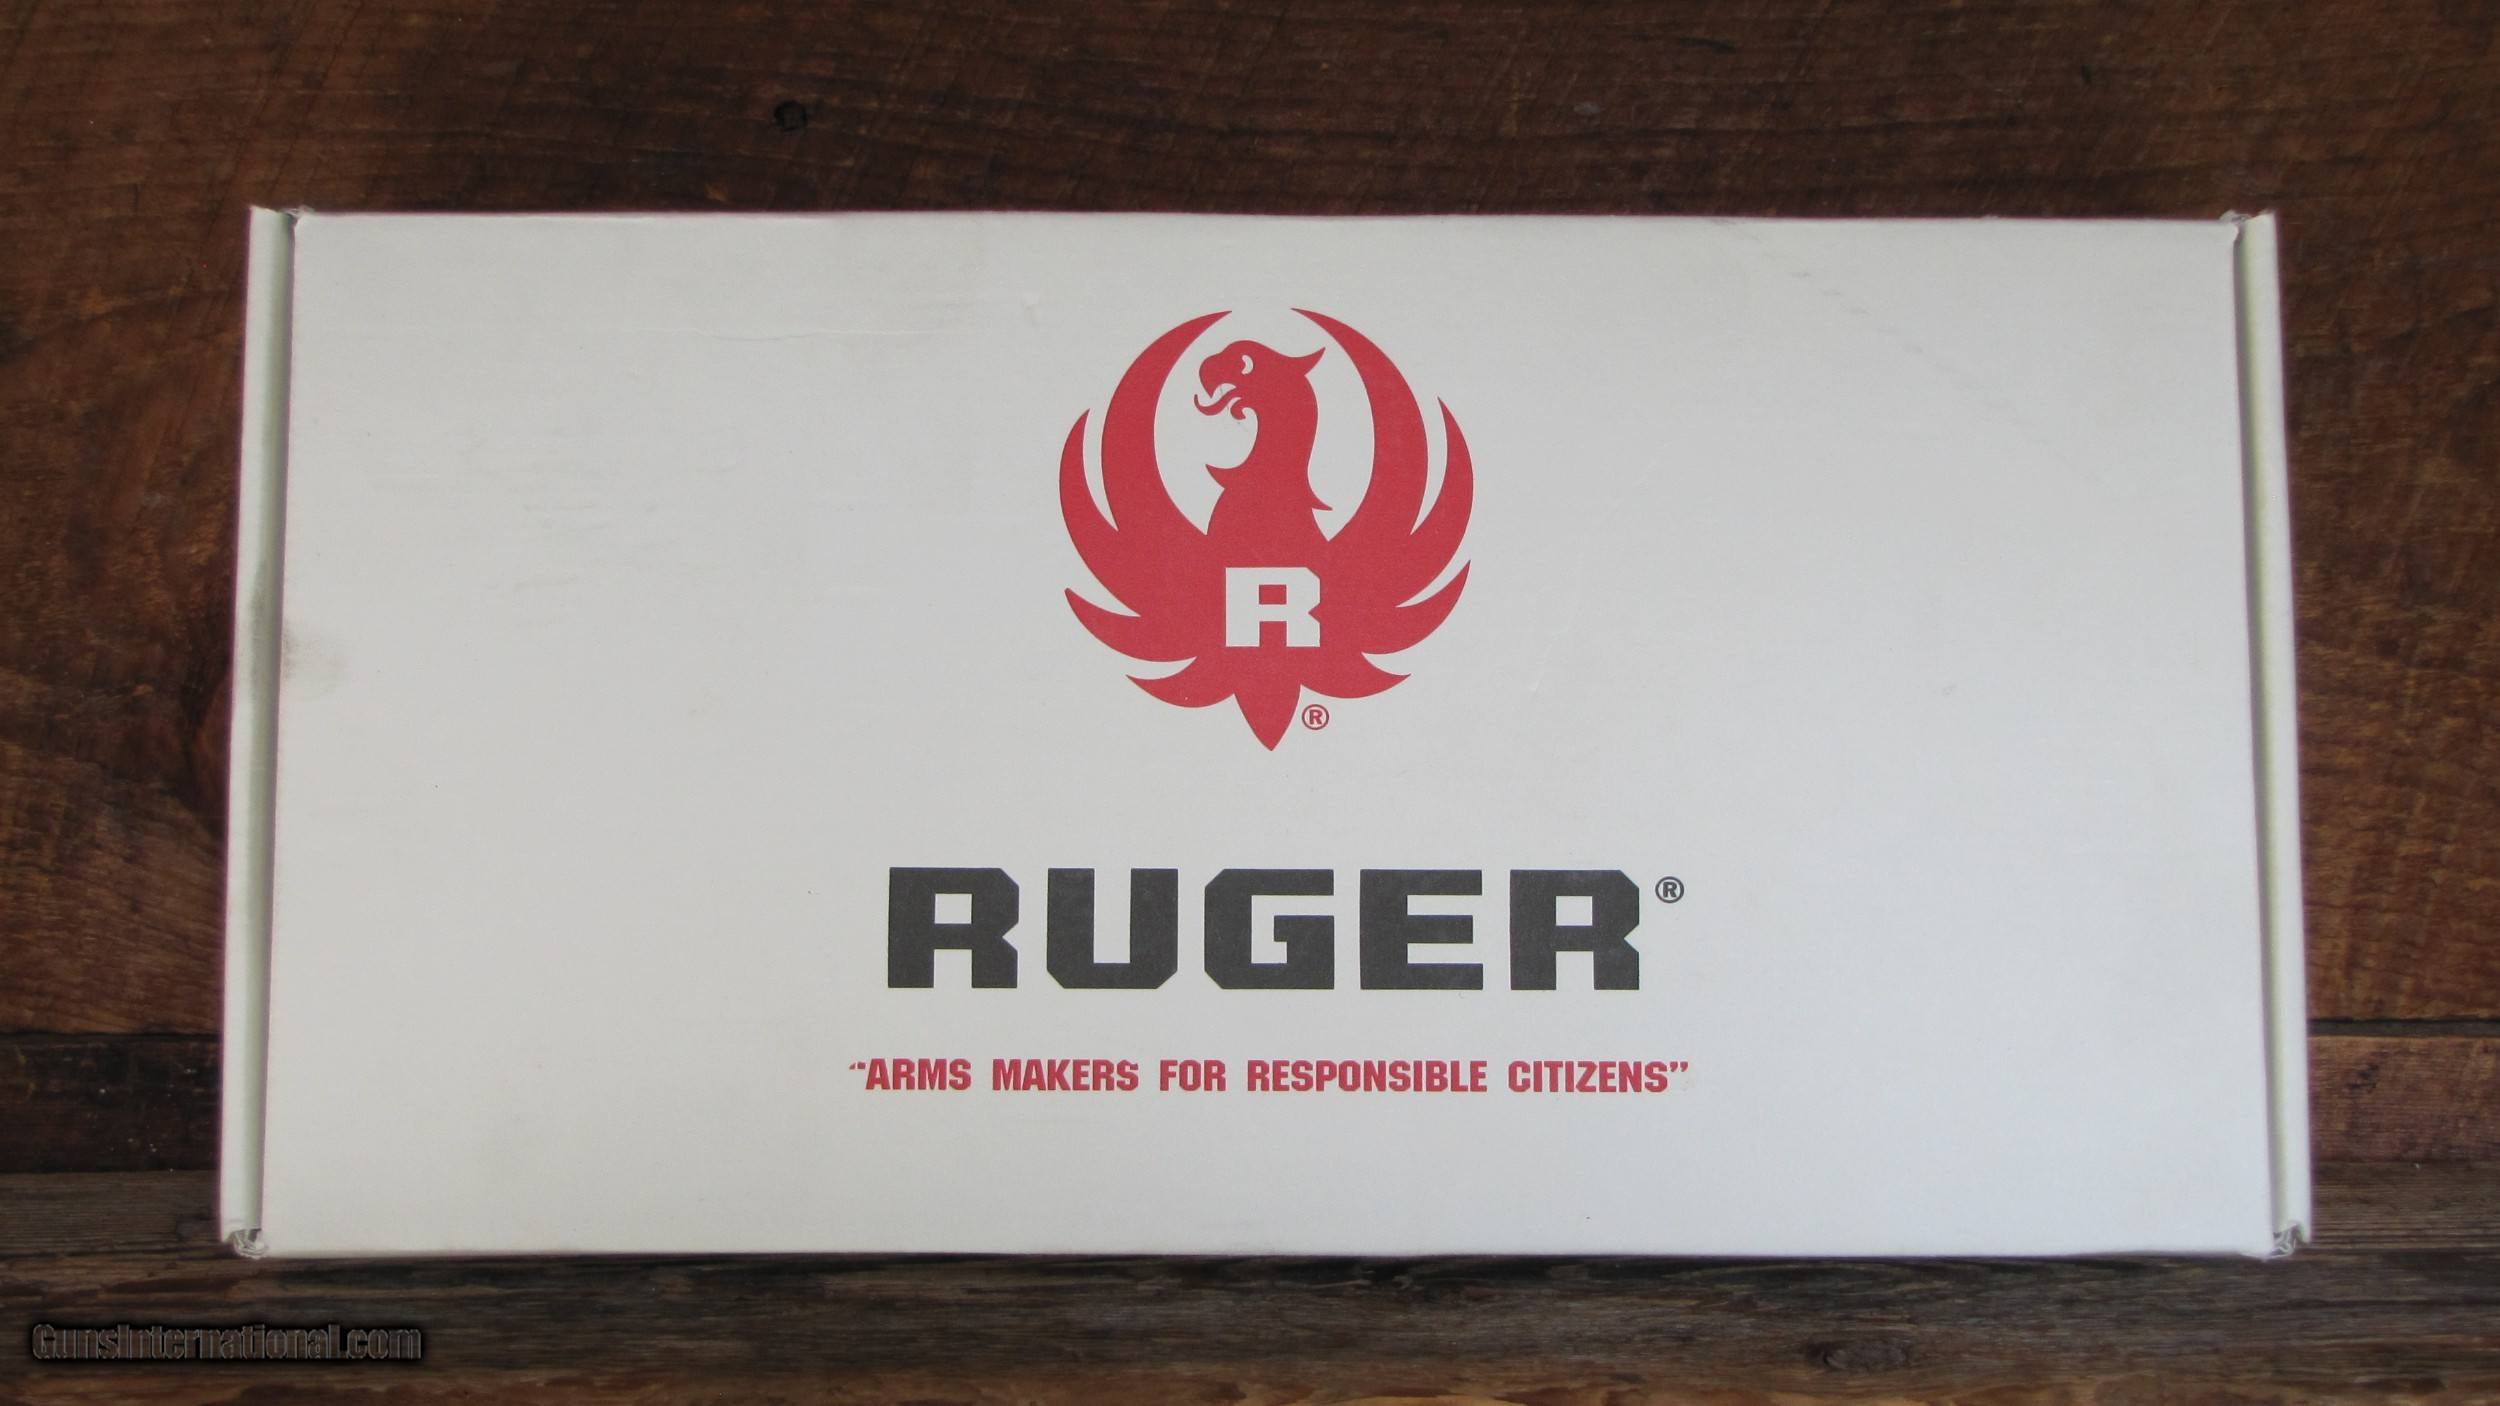 R
®
RUGER®
"ARMS MAKERS FOR RESPONSIBLE CITIZENS"
GunsInternational.com